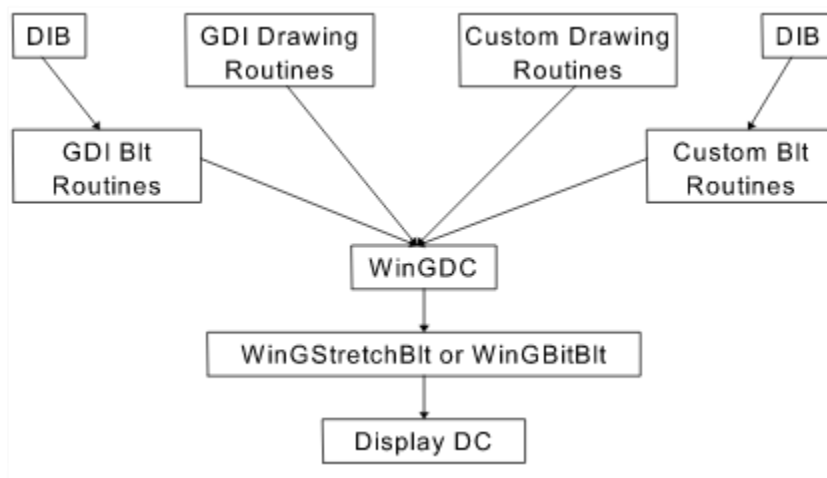 DIB
GDI Drawing
Routines
Custom Drawing
Routines
DIB
GDI Blt
Routines
Custom Blt
Routines
WinGDC
WinGStretchBlt or WinGBitBlt
Display DC